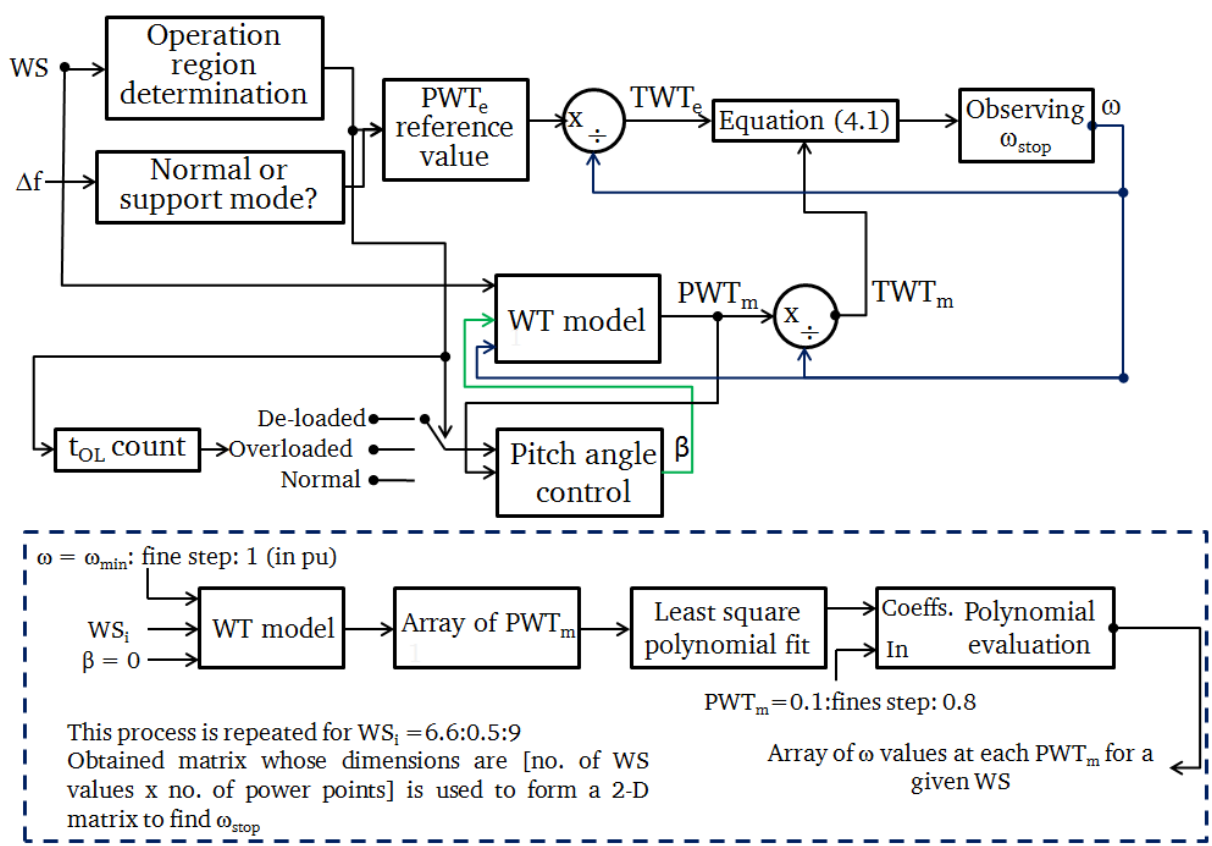 WS
Operation
region
determination
Δf
Normal or
support mode?
PWTe
reference
value
x
÷
TWTe
Equation (4.1)
Observing
ωstop
ω
WT model
1
PWTm
x
÷
TWTm
tOL count
De-loaded
Overloaded
Normal
Pitch angle
control
β
ω = ωmin: fine step: 1 (in pu)
WSi
β = 0
WT model
Array of PWTm
1
Least square
polynomial fit
Coeffs.
In
Polynomial
evaluation
PWTm=0.1:fines step: 0.8
Array of ω values at each PWTm for a
given WS
This process is repeated for WSi =6.6:0.5:9
Obtained matrix whose dimensions are [no. of WS
values x no. of power points] is used to form a 2-D
matrix to find ωstop